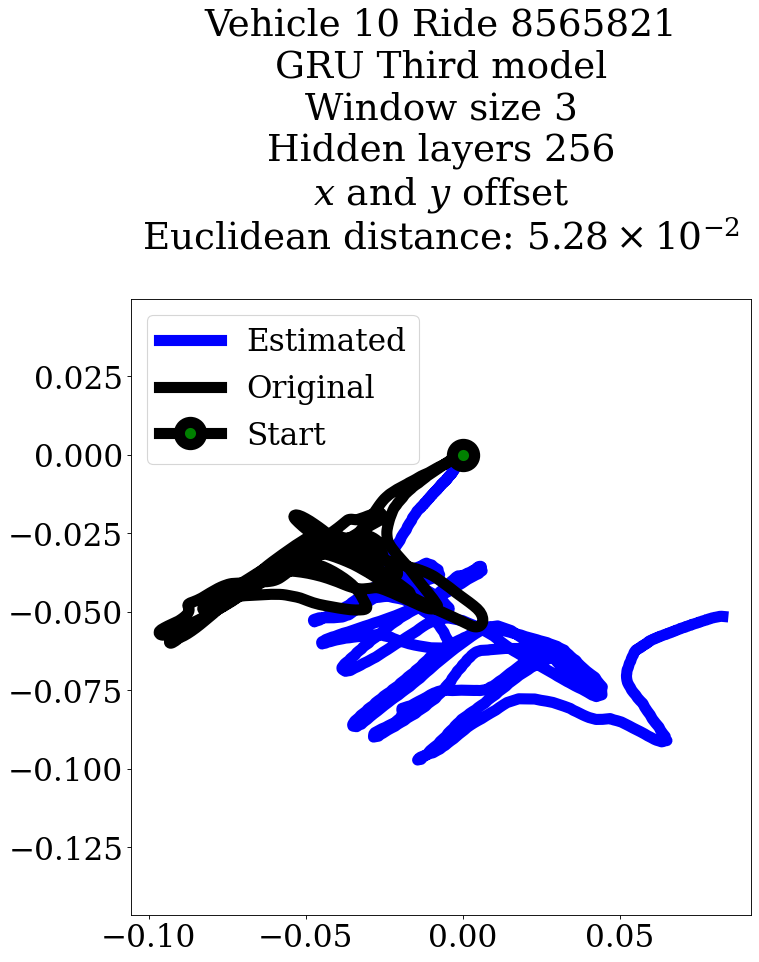 Vehicle 10 Ride 8565821
GRU Third model
Window size 3
Hidden layers 256
x and y offset
Euclidean distance: 5.28 × 10⁻²
Estimated
Original
Start
0.025
0.000
−0.025
−0.050
−0.075
−0.100
−0.125
−0.10 −0.05 0.00 0.05